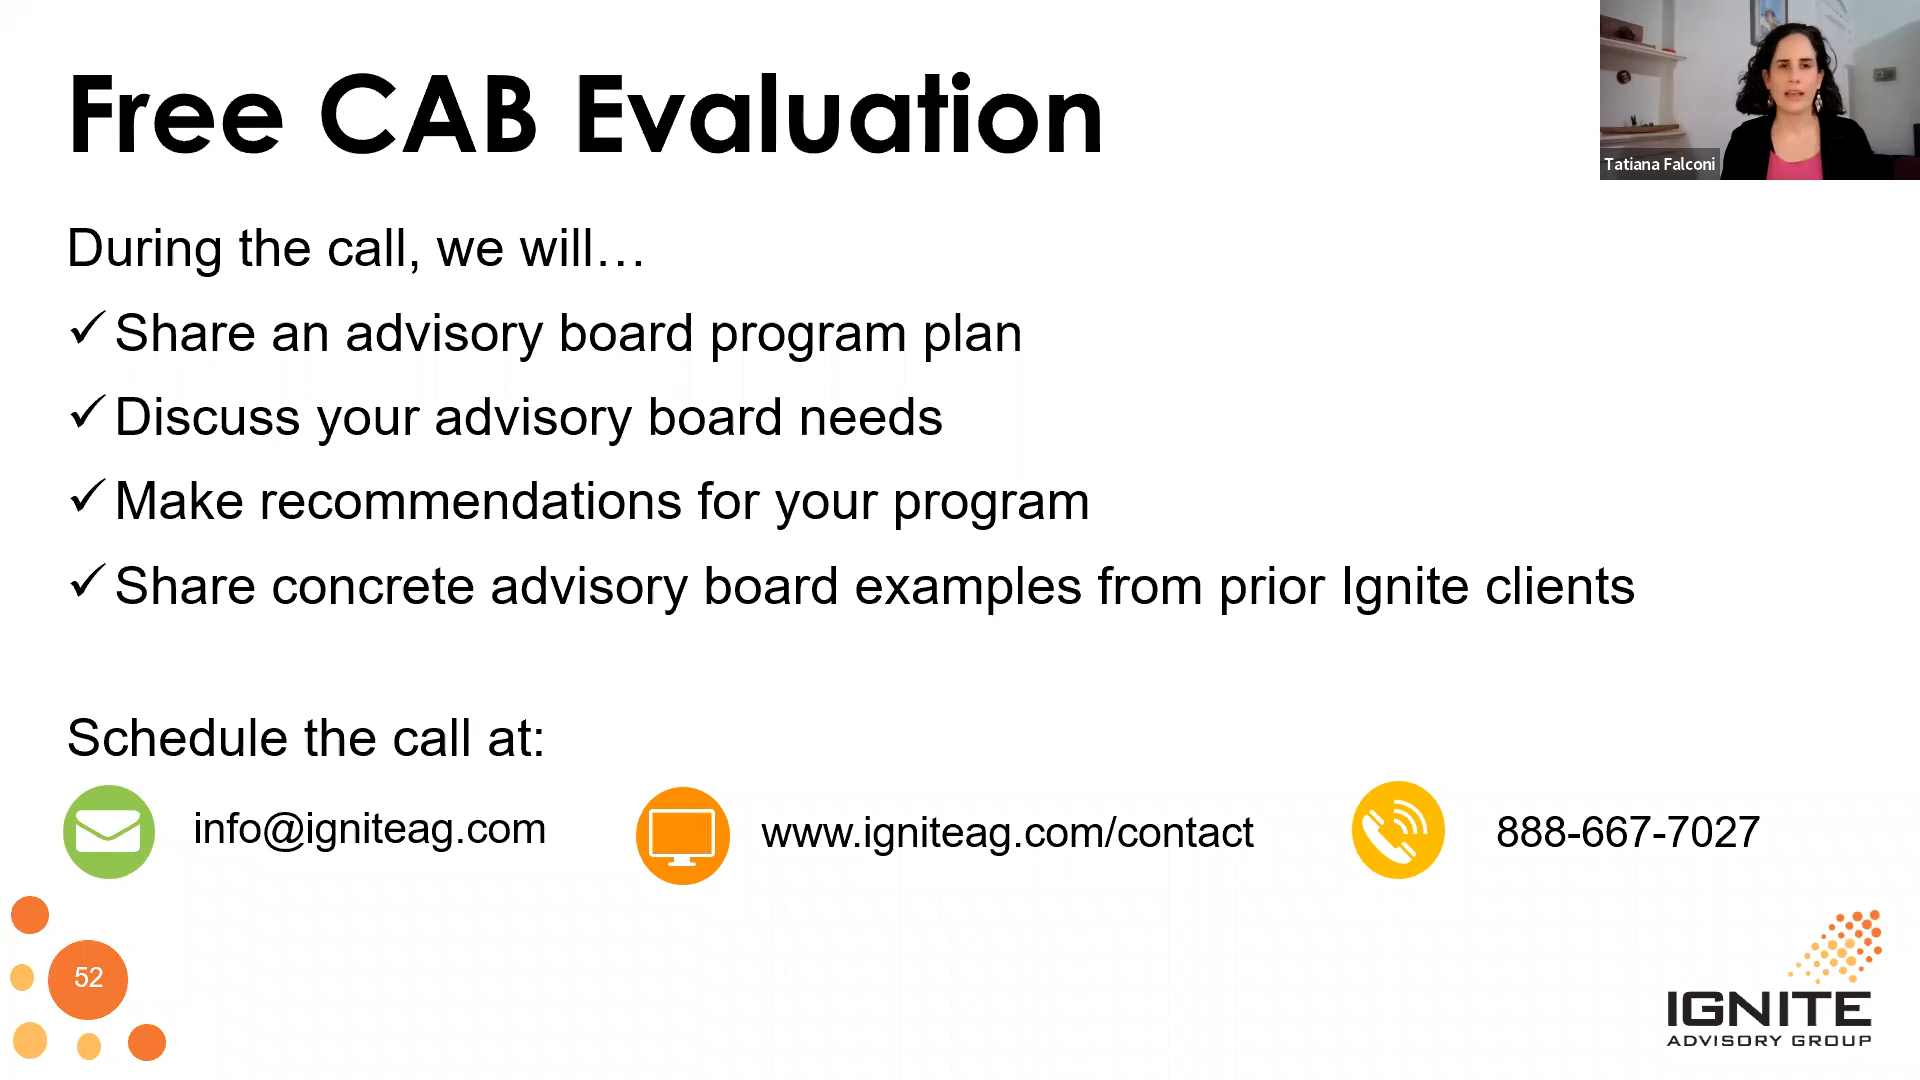 Free CAB Evaluation
Tatiana Falconi
During the call, we will…
✓ Share an advisory board program plan
✓ Discuss your advisory board needs
✓ Make recommendations for your program
✓ Share concrete advisory board examples from prior Ignite clients
Schedule the call at:
info@igniteag.com
www.igniteag.com/contact
888-667-7027
52
IGNITE
ADVISORY GROUP